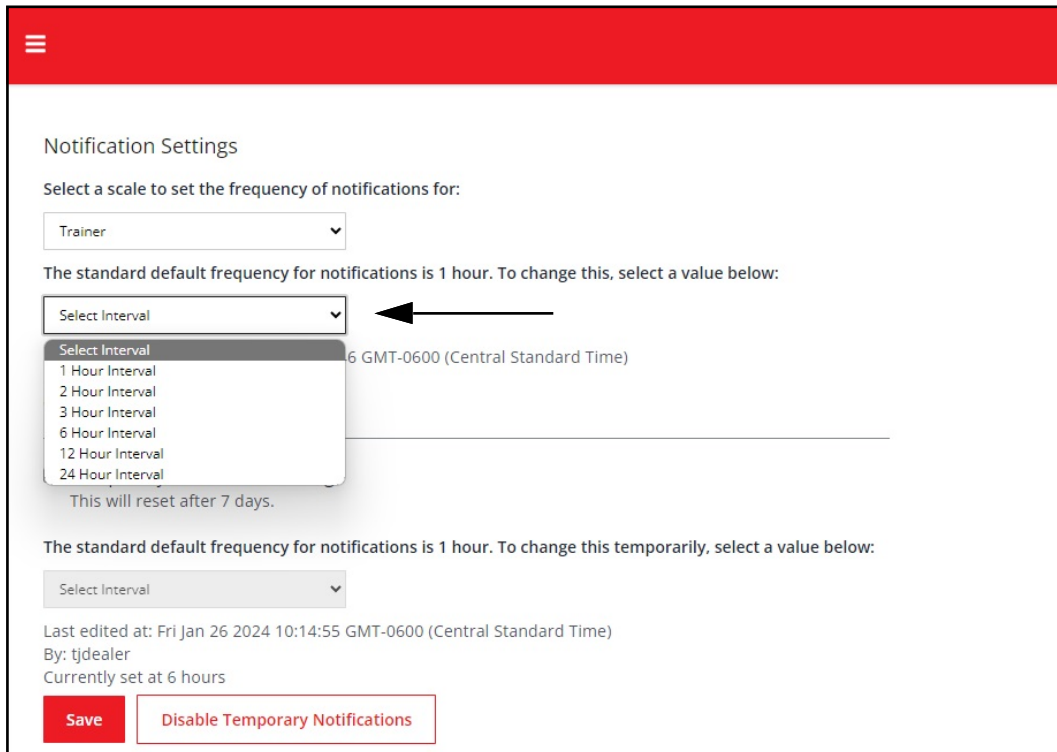 Notification Settings
Select a scale to set the frequency of notifications for:
Trainer
The standard default frequency for notifications is 1 hour. To change this, select a value below:
Select Interval
Select Interval
6 GMT-0600 (Central Standard Time)
1 Hour Interval
2 Hour Interval
3 Hour Interval
6 Hour Interval
12 Hour Interval
24 Hour Interval
This will reset after 7 days.
The standard default frequency for notifications is 1 hour. To change this temporarily, select a value below:
Select Interval
Last edited at: Fri Jan 26 2024 10:14:55 GMT-0600 (Central Standard Time)
By: tjdealer
Currently set at 6 hours
Save
Disable Temporary Notifications